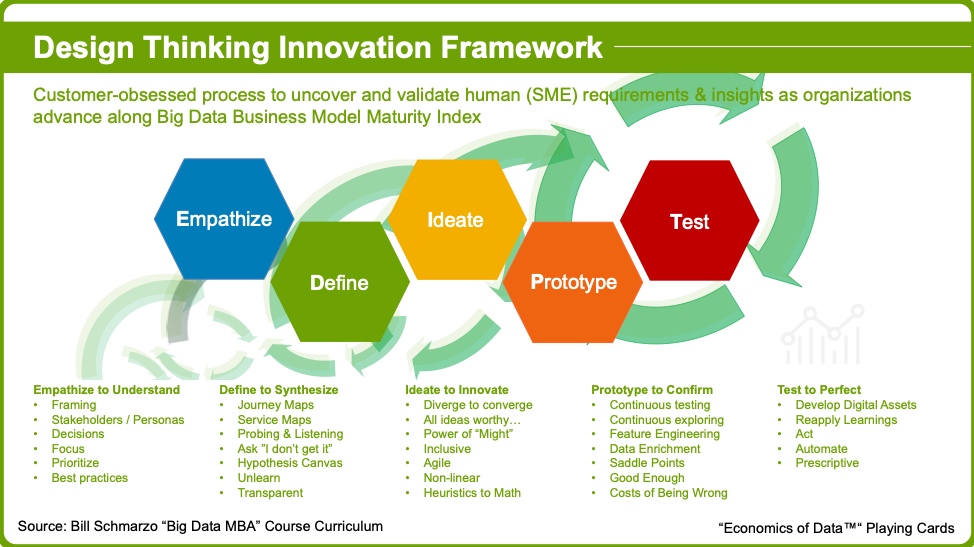 Design Thinking Innovation Framework
Customer-obsessed process to uncover and validate human (SME) requirements & insights as organizations
advance along Big Data Business Model Maturity Index
Empathize
Define
Ideate
Prototype
Test
Empathize to Understand
• Framing
• Stakeholders / Personas
• Decisions
• Focus
• Prioritize
• Best practices
Define to Synthesize
• Journey Maps
• Service Maps
• Probing & Listening
• Ask ”I don’t get it”
• Hypothesis Canvas
• Unlearn
• Transparent
Ideate to Innovate
• Diverge to converge
• All ideas worthy…
• Power of “Might”
• Inclusive
• Agile
• Non-linear
• Heuristics to Math
Prototype to Confirm
• Continuous testing
• Continuous exploring
• Feature Engineering
• Data Enrichment
• Saddle Points
• Good Enough
• Costs of Being Wrong
Test to Perfect
• Develop Digital Assets
• Reapply Learnings
• Act
• Automate
• Prescriptive
Source: Bill Schmarzo “Big Data MBA” Course Curriculum
“Economics of Data™“ Playing Cards